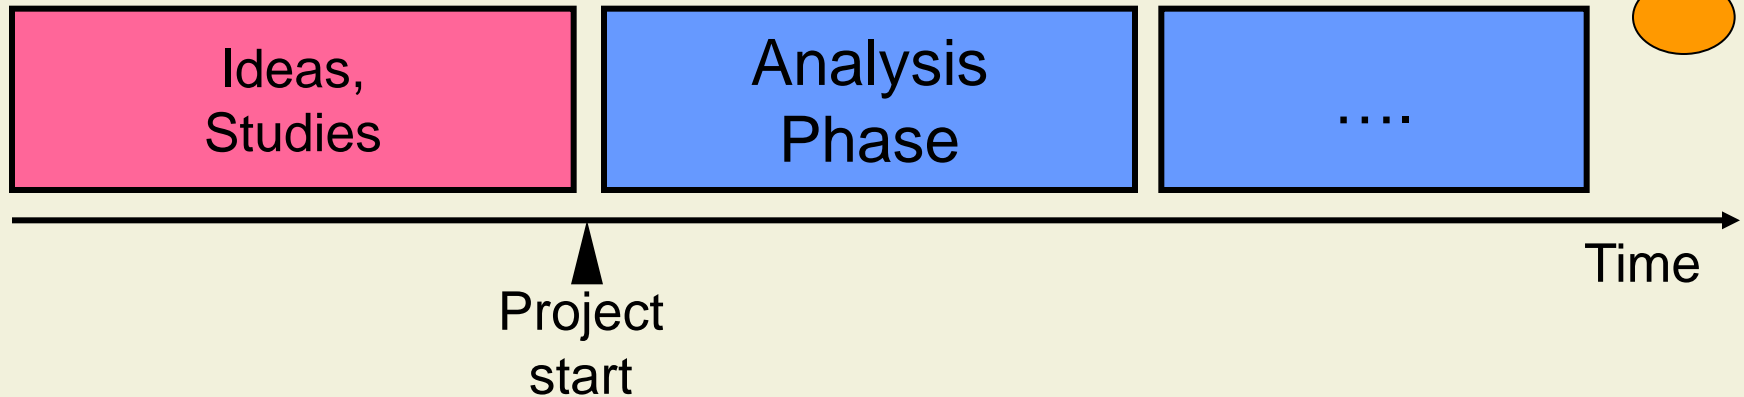 Ideas,
Studies
Analysis
Phase
....
Time
Project
start